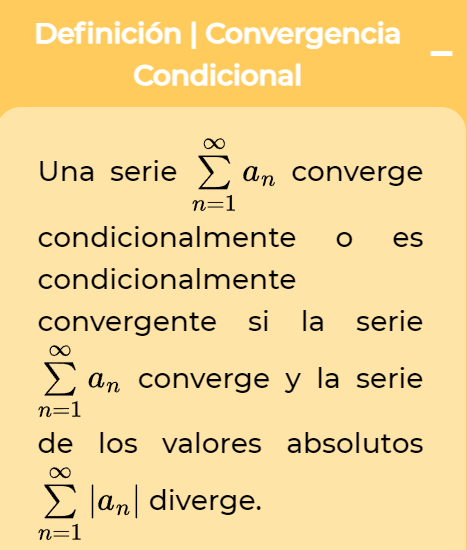 Definición | Convergencia
Condicional
Una serie $\sum_{n=1}^{\infty} a_n$ converge
condicionalmente o es
condicionalmente
convergente si la serie
$\sum_{n=1}^{\infty} a_n$ converge y la serie
de los valores absolutos
$\sum_{n=1}^{\infty} |a_n|$ diverge.